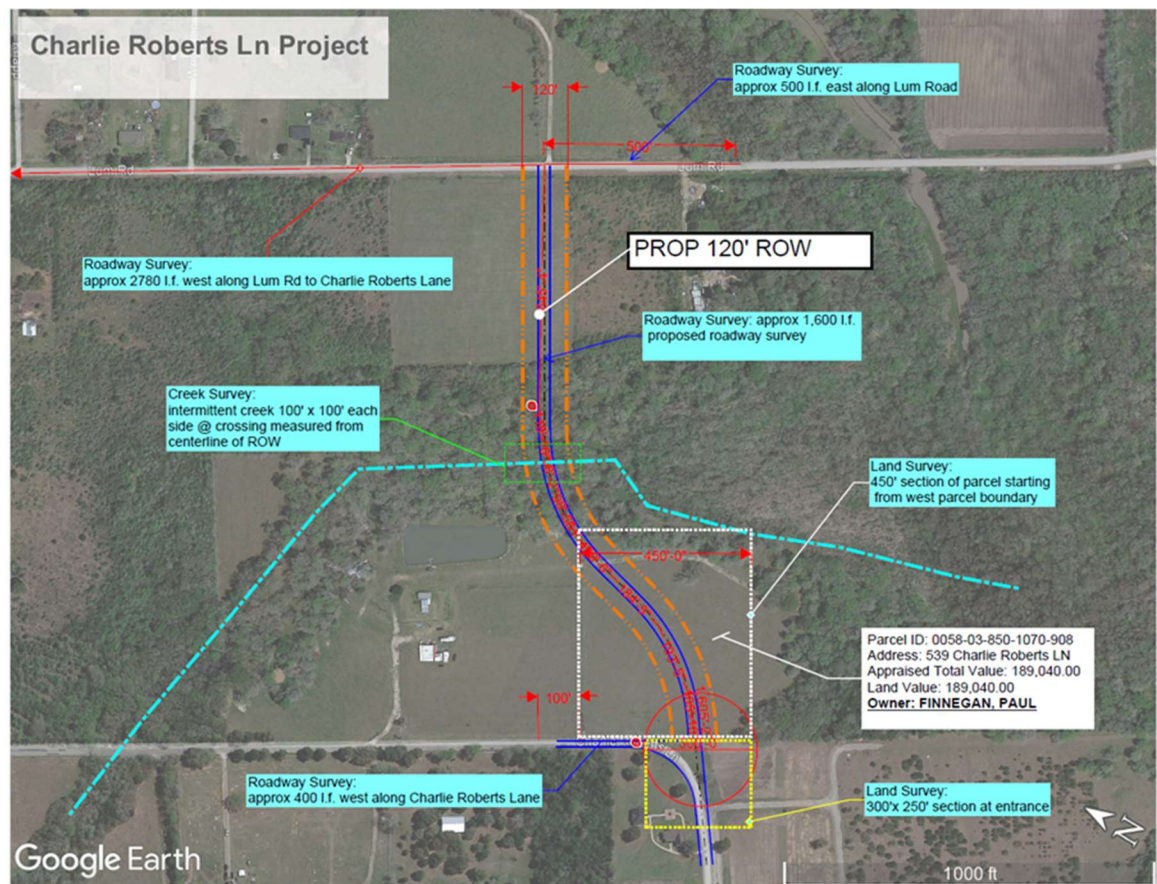 Charlie Roberts Ln Project
Roadway Survey:
approx 500 l.f. east along Lum Road
120'
500'
Lum Rd
Lum Rd
PROP 120' ROW
Roadway Survey:
approx 2780 l.f. west along Lum Rd to Charlie Roberts Lane
Roadway Survey: approx 1,600 l.f.
proposed roadway survey
Creek Survey:
intermittent creek 100' x 100' each
side @ crossing measured from
centerline of ROW
Land Survey:
450' section of parcel starting
from west parcel boundary
450'-0"
Parcel ID: 0058-03-850-1070-908
Address: 539 Charlie Roberts LN
Appraised Total Value: 189,040.00
Land Value: 189,040.00
Owner: FINNEGAN, PAUL
100'
Roadway Survey:
approx 400 l.f. west along Charlie Roberts Lane
Land Survey:
300'x 250' section at entrance
N
Google Earth
1000 ft